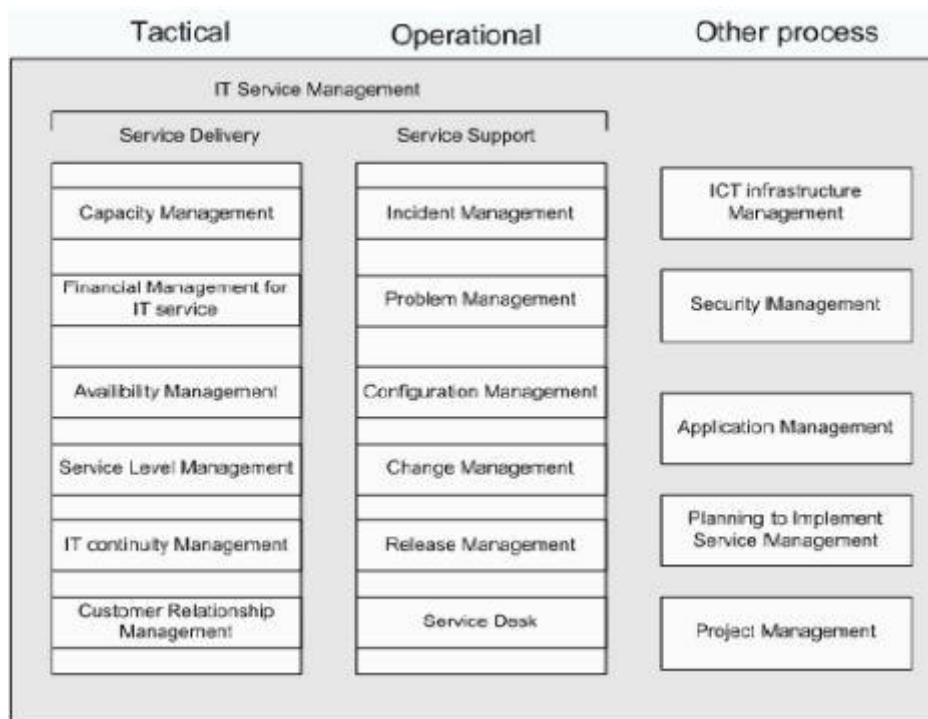 Tactical
Operational
Other process
IT Service Management
Service Delivery
Service Support
Capacity Management
Financial Management for
IT service
Availibility Management
Service Level Management
IT continuity Management
Customer Relationship
Management
Incident Management
Problem Management
Configuration Management
Change Management
Release Management
Service Desk
ICT infrastructure
Management
Security Management
Application Management
Planning to Implement
Service Management
Project Management